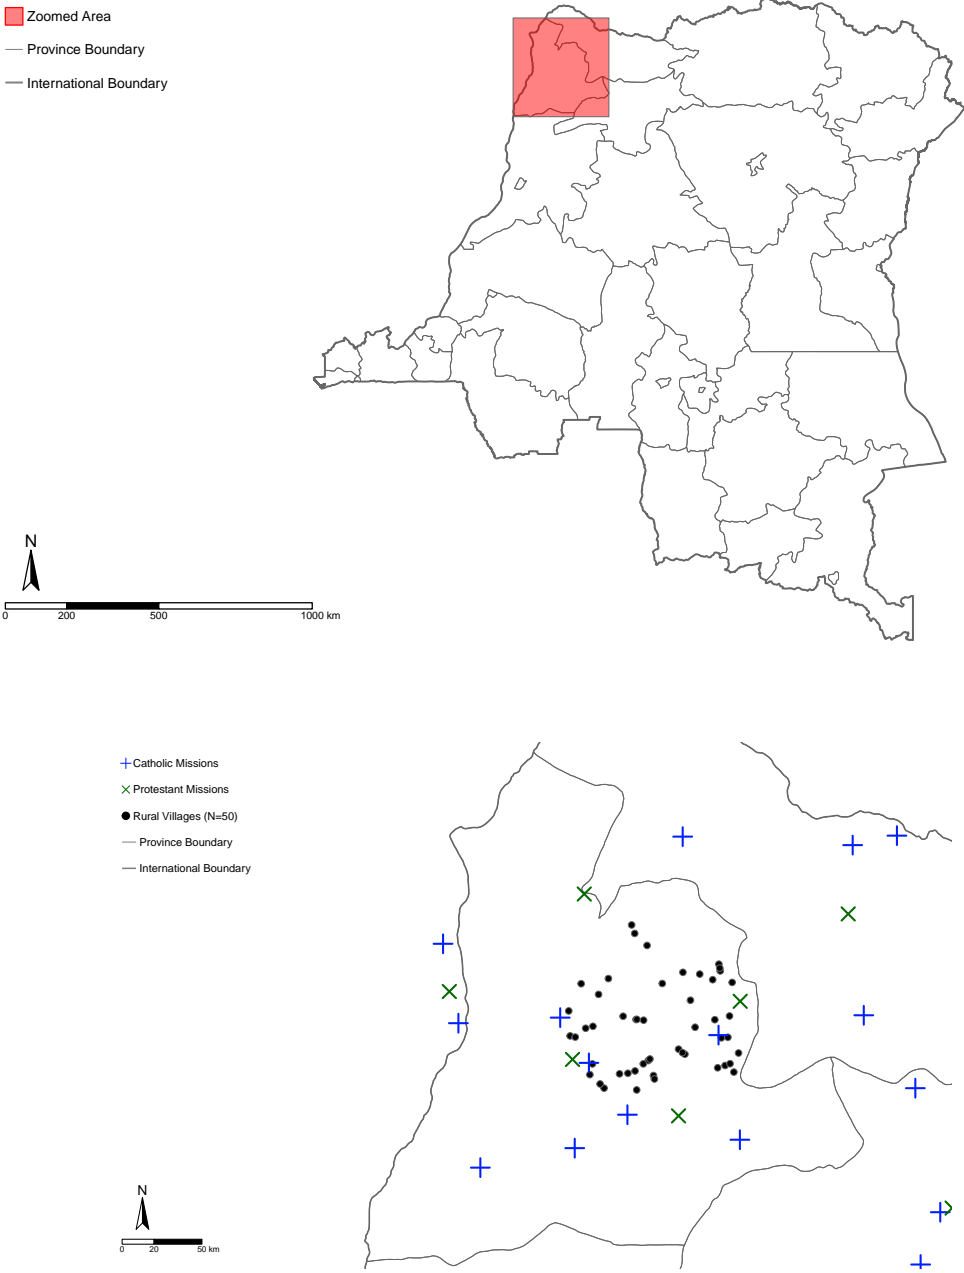 Zoomed Area
Province Boundary
International Boundary
N
0 200 500 1000 km
Catholic Missions
Protestant Missions
Rural Villages (N=50)
Province Boundary
International Boundary
N
0 20 50 km